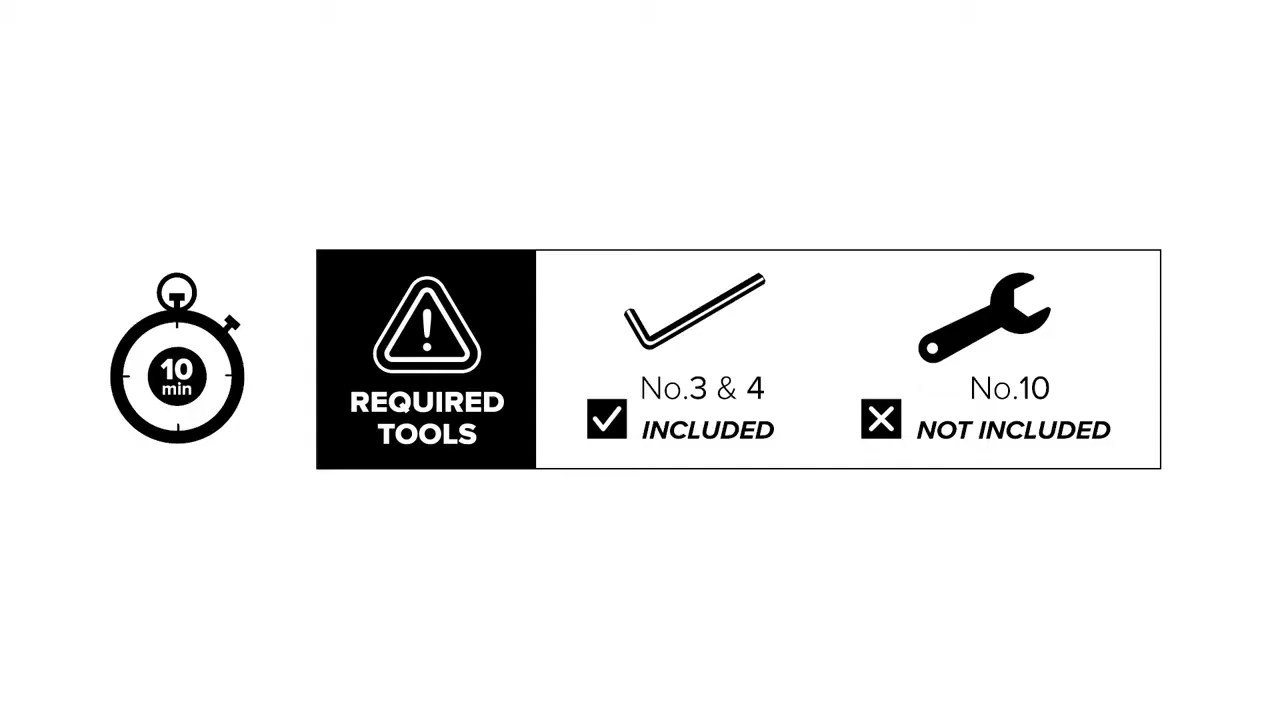 10
min
REQUIRED
TOOLS
No.3 & 4
INCLUDED
No.10
NOT INCLUDED